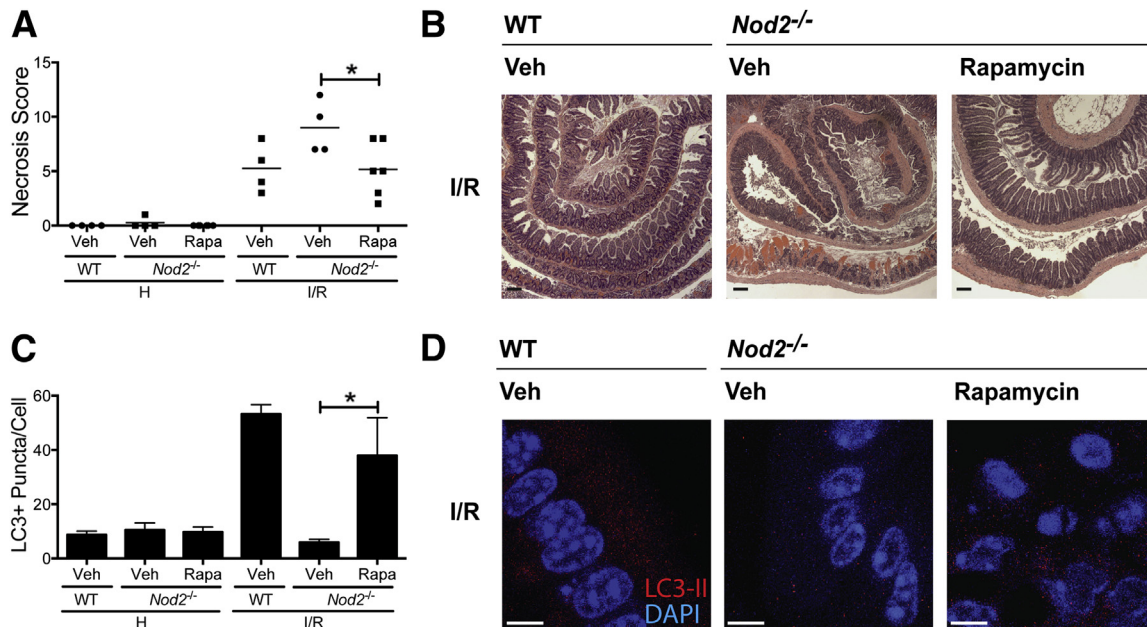 A
Necrosis Score
15
10
5
0
*
Veh Veh Rapa Veh Veh Rapa
WT Nod2-/- WT Nod2-/-
H I/R
B
WT Nod2-/-
Veh Veh Rapamycin
I/R
C
LC3+ Puncta/Cell
60
40
20
0
*
Veh Veh Rapa Veh Veh Rapa
WT Nod2-/- WT Nod2-/-
H I/R
D
WT Nod2-/-
Veh Veh Rapamycin
I/R
LC3-II
DAPI